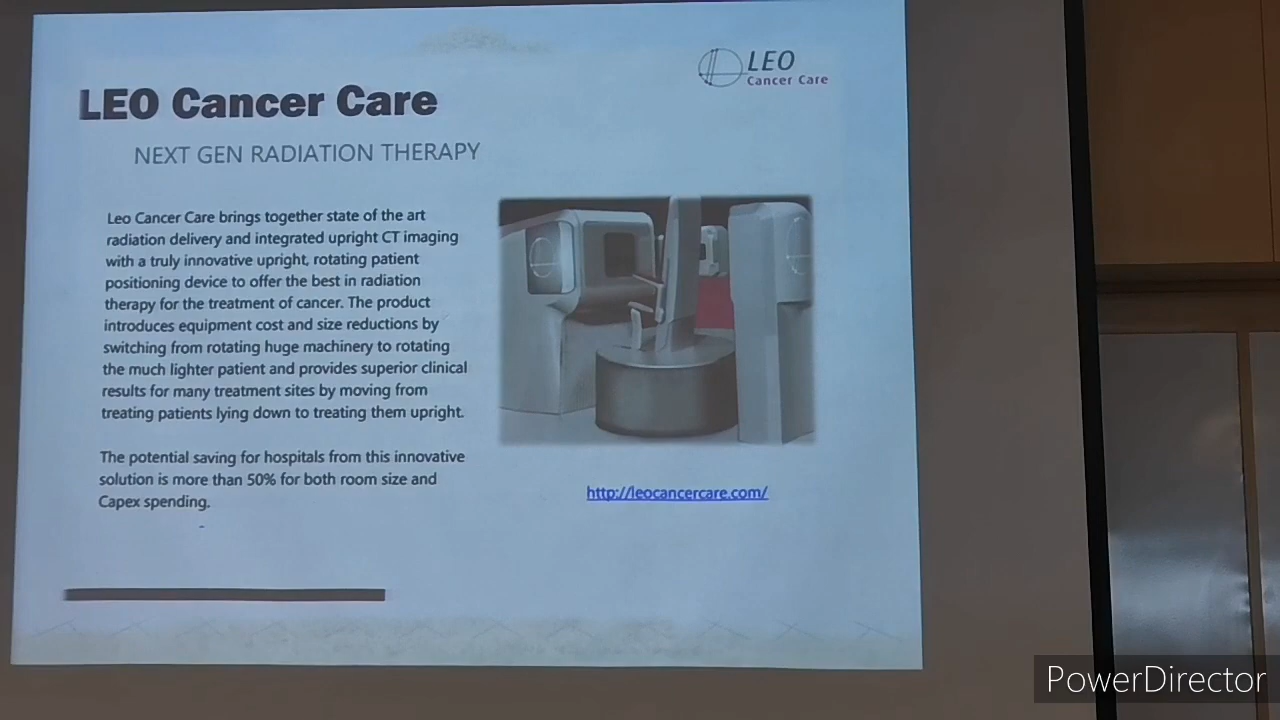 LEO
Cancer Care
LEO Cancer Care
NEXT GEN RADIATION THERAPY
Leo Cancer Care brings together state of the art
radiation delivery and integrated upright CT imaging
with a truly innovative upright, rotating patient
positioning device to offer the best in radiation
therapy for the treatment of cancer. The product
introduces equipment cost and size reductions by
switching from rotating huge machinery to rotating
the much lighter patient and provides superior clinical
results for many treatment sites by moving from
treating patients lying down to treating them upright.
The potential saving for hospitals from this innovative
solution is more than 50% for both room size and
Capex spending.
http://leocancercare.com/
PowerDirector